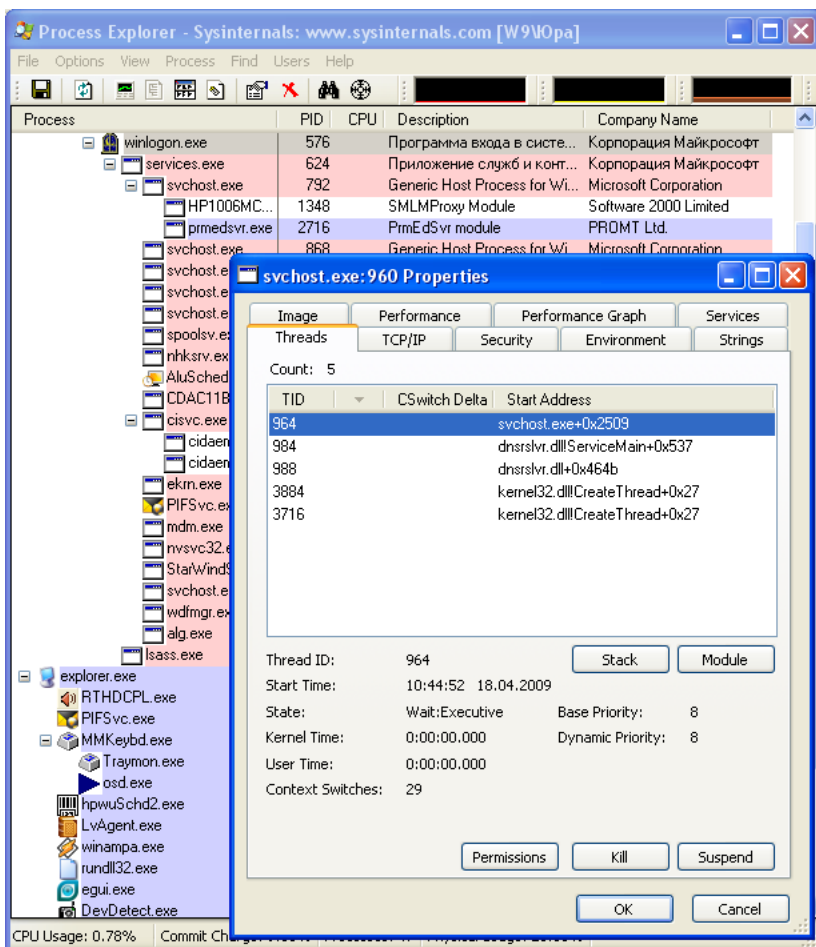 Process Explorer - Sysinternals: www.sysinternals.com [W9\Юра]
File Options View Process Find Users Help
Process PID CPU Description Company Name
winlogon.exe 576 Программа входа в систе... Корпорация Майкрософт
services.exe 624 Приложение служб и конт... Корпорация Майкрософт
svchost.exe 792 Generic Host Process for Wi... Microsoft Corporation
HP1006MC... 1348 SMLMProxy Module Software 2000 Limited
prmedsvr.exe 2716 PrmEdSvr module PROMT Ltd.
svchost.exe 868 Generic Host Process for Wi... Microsoft Corporation
svchost.e
svchost.e
svchost.e
spoolsv.e
nhksrv.ex
AluSched
CDAC11B
cisvc.exe
cidaen
cidaen
ekrn.exe
PIFSvc.ex
mdm.exe
nvsvc32.e
StarWindS
svchost.e
wdfmgr.ex
alg.exe
lsass.exe
explorer.exe
RTHDCPL.exe
PIFSvc.exe
MMKeybd.exe
Traymon.exe
osd.exe
hpwuSchd2.exe
LvAgent.exe
winampa.exe
rundll32.exe
egui.exe
DevDetect.exe
CPU Usage: 0.78% Commit Ch
svchost.exe:960 Properties
Image Performance Performance Graph Services
Threads TCP/IP Security Environment Strings
Count: 5
TID CSwitch Delta Start Address
964 svchost.exe+0x2509
984 dnsrslvr.dll!ServiceMain+0x537
988 dnsrslvr.dll+0x464b
3884 kernel32.dll!CreateThread+0x27
3716 kernel32.dll!CreateThread+0x27
Thread ID: 964 Stack Module
Start Time: 10:44:52 18.04.2009
State: Wait:Executive Base Priority: 8
Kernel Time: 0:00:00.000 Dynamic Priority: 8
User Time: 0:00:00.000
Context Switches: 29
Permissions Kill Suspend
OK Cancel